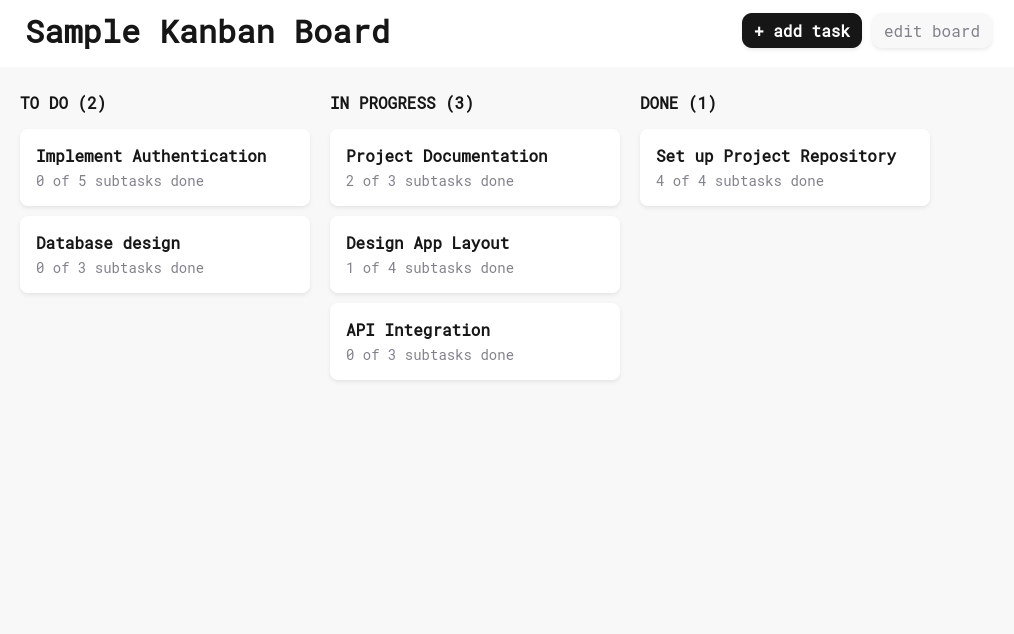 Sample Kanban Board
+ add task
edit board
TO DO (2)
Implement Authentication
0 of 5 subtasks done
Database design
0 of 3 subtasks done
IN PROGRESS (3)
Project Documentation
2 of 3 subtasks done
Design App Layout
1 of 4 subtasks done
API Integration
0 of 3 subtasks done
DONE (1)
Set up Project Repository
4 of 4 subtasks done